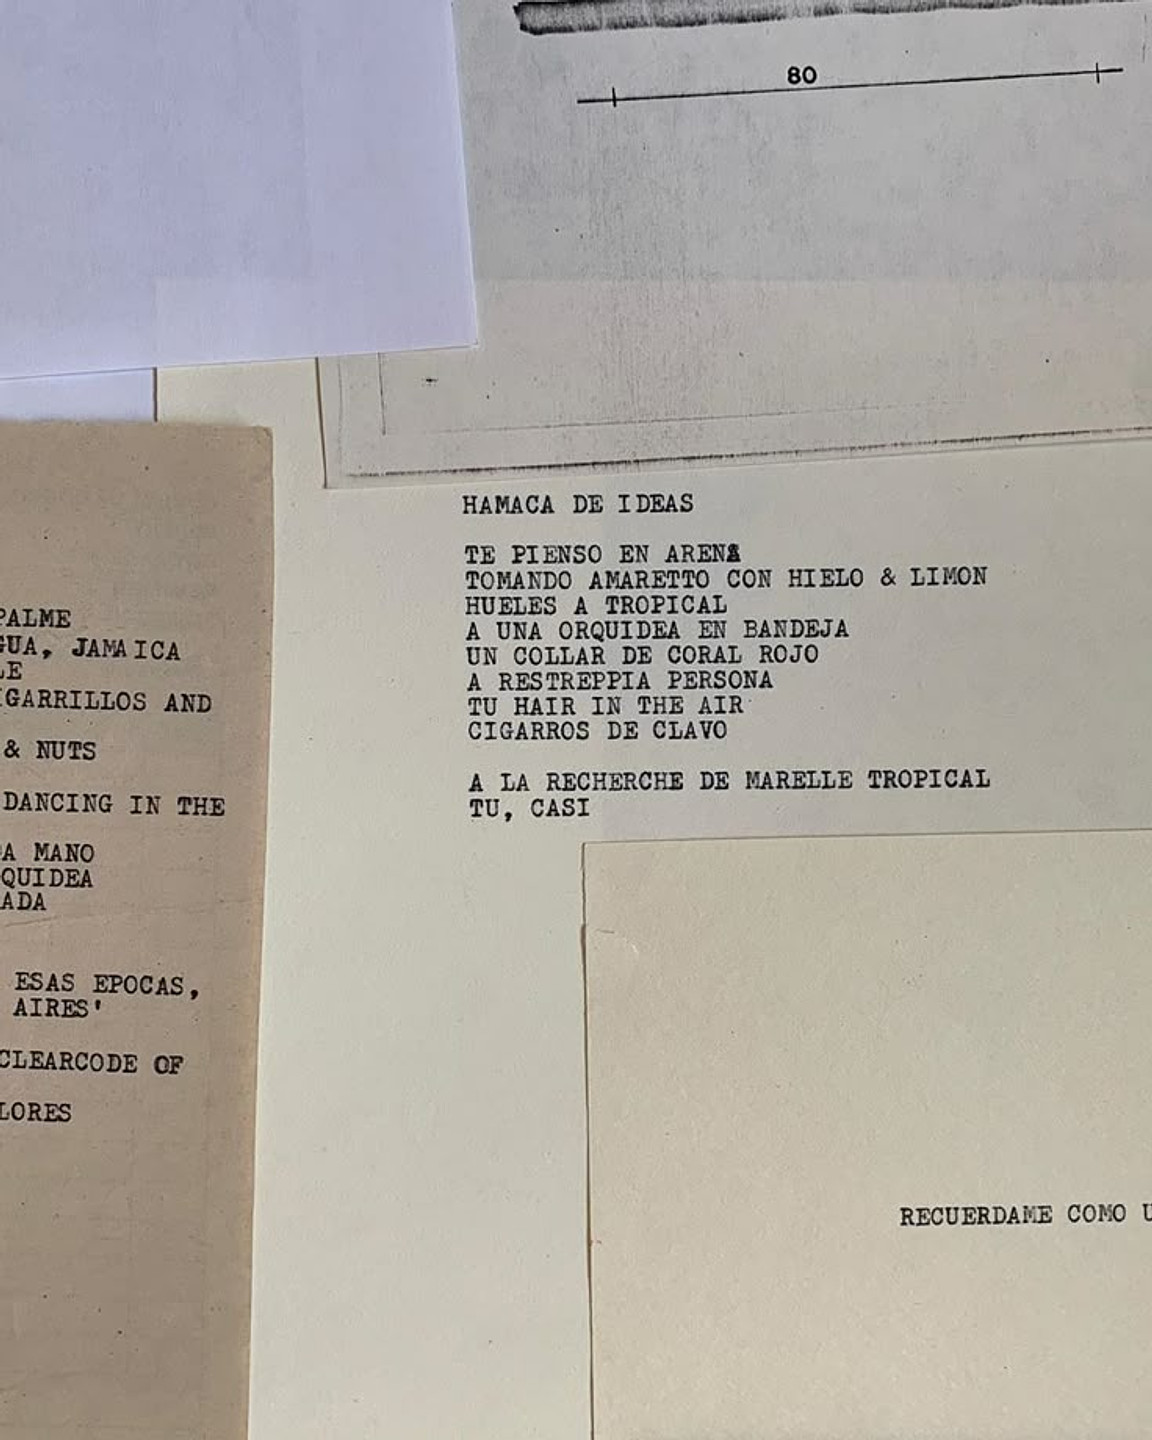 80
HAMACA DE IDEAS
TE PIENSO EN ARENA
TOMANDO AMARETTO CON HIELO & LIMON
HUELES A TROPICAL
A UNA ORQUIDEA EN BANDEJA
UN COLLAR DE CORAL ROJO
A RESTREPPIA PERSONA
TU HAIR IN THE AIR
CIGARROS DE CLAVO
A LA RECHERCHE DE MARELLE TROPICAL
TU, CASI
PALME
GUA, JAMAICA
LE
IGARRILLOS AND
& NUTS
DANCING IN THE
DA MANO
QUIDEA
ADA
ESAS EPOCAS,
AIRES'
CLEARCODE OF
LORES
RECUERDAME COMO U